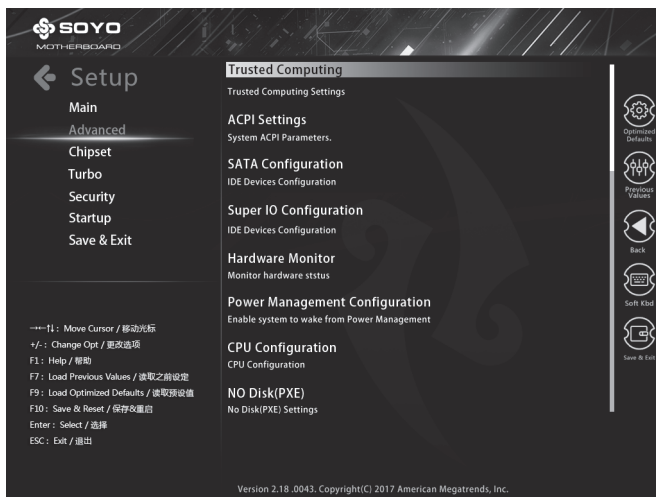 SOYO
MOTHERBOARD
Setup
Main
Advanced
Chipset
Turbo
Security
Startup
Save & Exit
→←↑↓: Move Cursor / 移动光标
+/-: Change Opt / 更改选项
F1: Help / 帮助
F7: Load Previous Values / 读取之前设定
F9: Load Optimized Defaults / 读取预设值
F10: Save & Reset / 保存&重启
Enter: Select / 选择
ESC: Exit / 退出
Trusted Computing
Trusted Computing Settings
ACPI Settings
System ACPI Parameters.
SATA Configuration
IDE Devices Configuration
Super IO Configuration
IDE Devices Configuration
Hardware Monitor
Monitor hardware ststus
Power Management Configuration
Enable system to wake from Power Management
CPU Configuration
CPU Configuration
NO Disk(PXE)
No Disk(PXE) Settings
Optimized
Defaults
Previous
Values
Back
Soft Kbd
Save & Exit
Version 2.18 .0043. Copyright(C) 2017 American Megatrends, Inc.